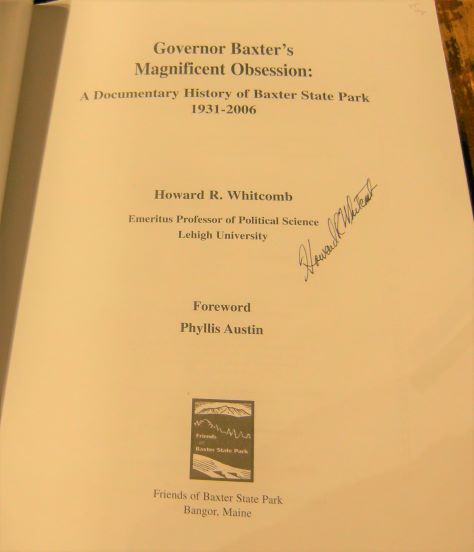 Governor Baxter's
Magnificent Obsession:
A Documentary History of Baxter State Park
1931-2006
Howard R. Whitcomb
Emeritus Professor of Political Science
Lehigh University
Howard R Whitcomb
Foreword
Phyllis Austin
Friends
of
Baxter State Park
Friends of Baxter State Park
Bangor, Maine